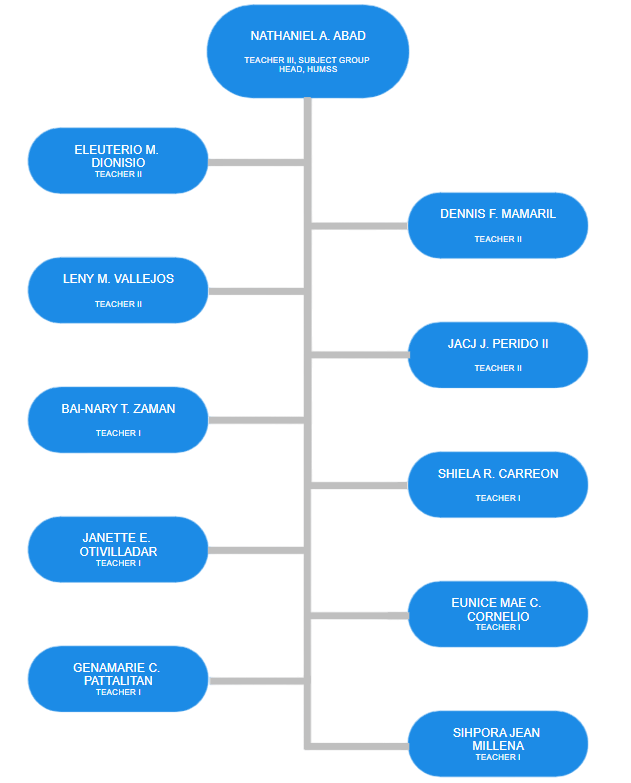 NATHANIEL A. ABAD
TEACHER III, SUBJECT GROUP
HEAD, HUMSS
ELEUTERIO M.
DIONISIO
TEACHER II
DENNIS F. MAMARIL
TEACHER II
LENY M. VALLEJOS
TEACHER II
JACJ J. PERIDO II
TEACHER II
BAI-NARY T. ZAMAN
TEACHER I
SHIELA R. CARREON
TEACHER I
JANETTE E.
OTIVILLADAR
TEACHER I
EUNICE MAE C.
CORNELIO
TEACHER I
GENAMARIE C.
PATTALITAN
TEACHER I
SIHPORA JEAN
MILLENA
TEACHER I